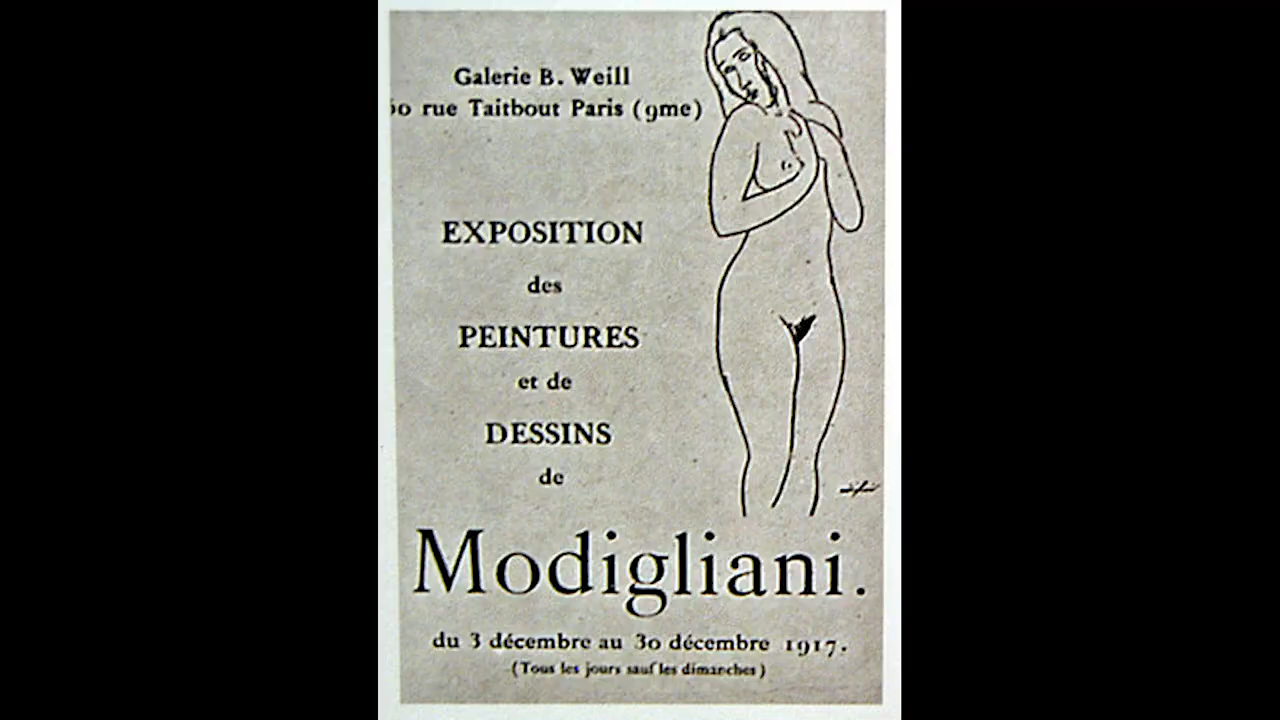 Galerie B. Weill
50 rue Taitbout Paris (9me)
EXPOSITION
des
PEINTURES
et de
DESSINS
de
Modigliani.
du 3 décembre au 30 décembre 1917.
(Tous les jours sauf les dimanches)